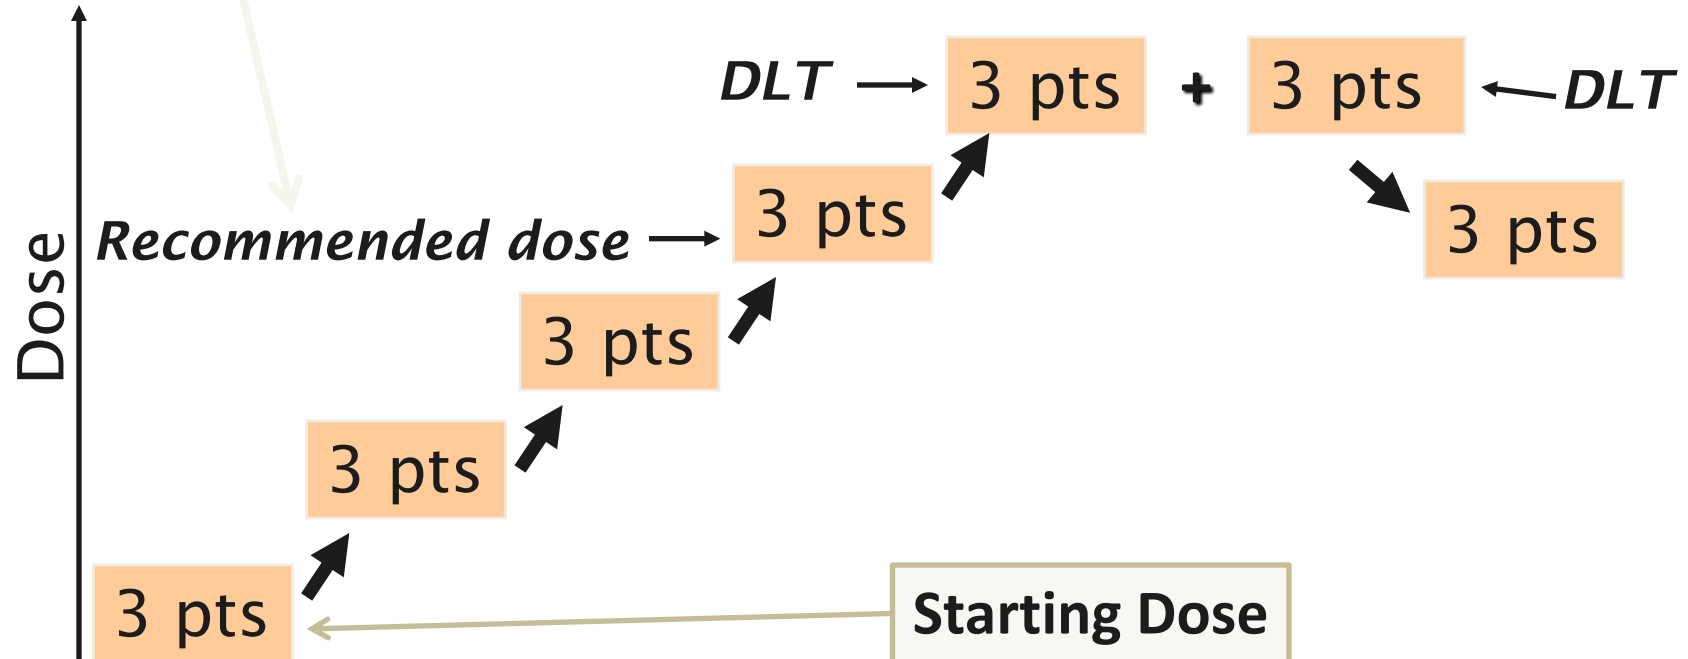 DLT
3 pts
+
3 pts
DLT
3 pts
Recommended dose
3 pts
Dose
3 pts
3 pts
3 pts
Starting Dose